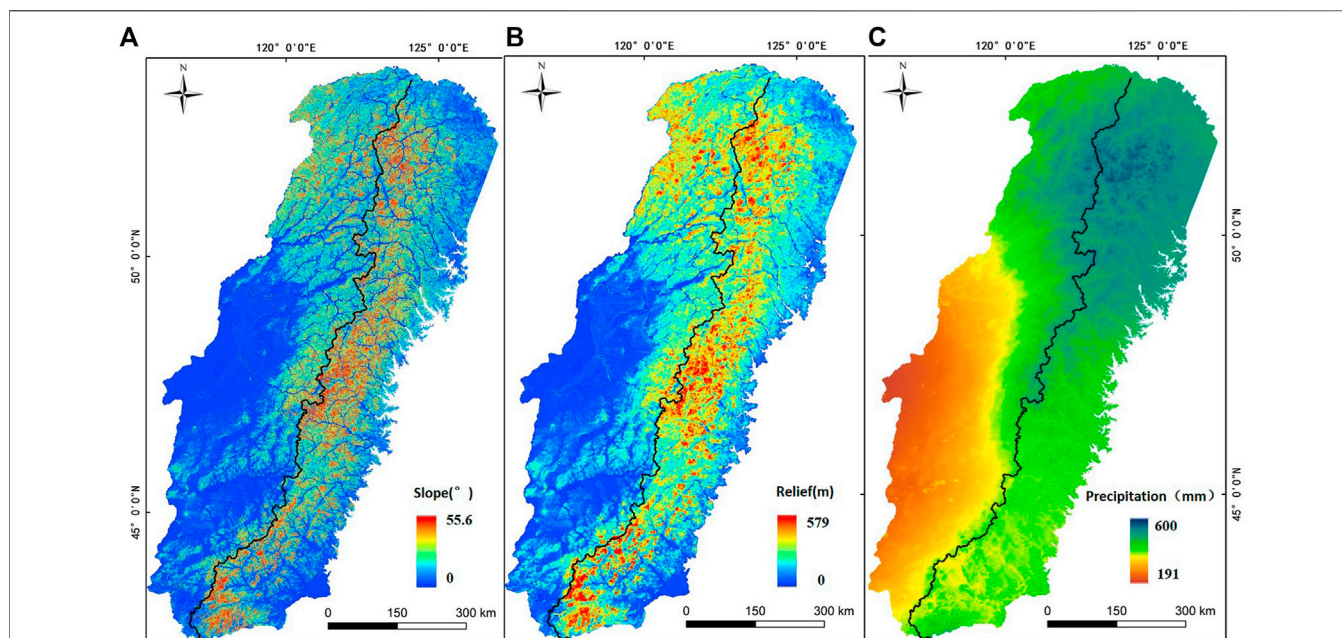 A
120° 0'0"E
125° 0'0"E
N
50° 0'0"N
45° 0'0"N
Slope(°)
55.6
0
0 150 300 km
B
120° 0'0"E
125° 0'0"E
N
Relief(m)
579
0
0 150 300 km
C
120° 0'0"E
125° 0'0"E
N
50° 0'0"N
45° 0'0"N
Precipitation（mm）
600
191
0 150 300 km